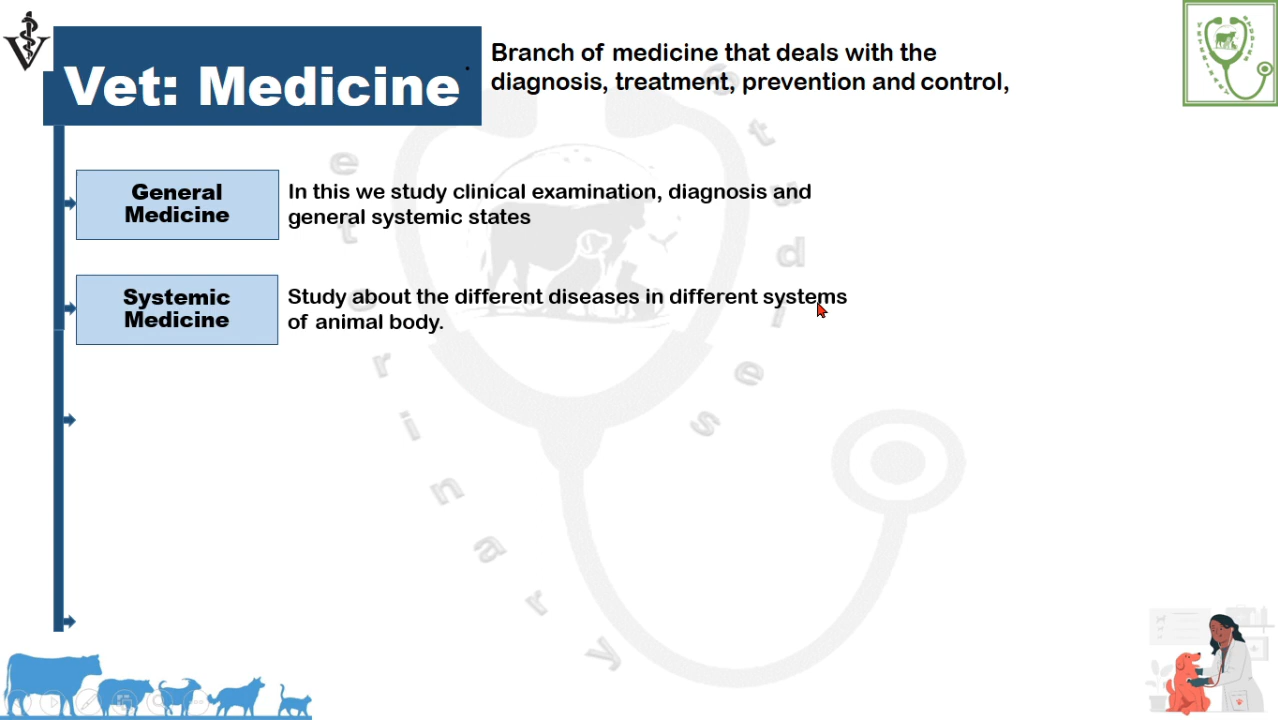 Vet: Medicine
Branch of medicine that deals with the
diagnosis, treatment, prevention and control,
General
Medicine
In this we study clinical examination, diagnosis and
general systemic states
Systemic
Medicine
Study about the different diseases in different systems
of animal body.
veterinary
studies